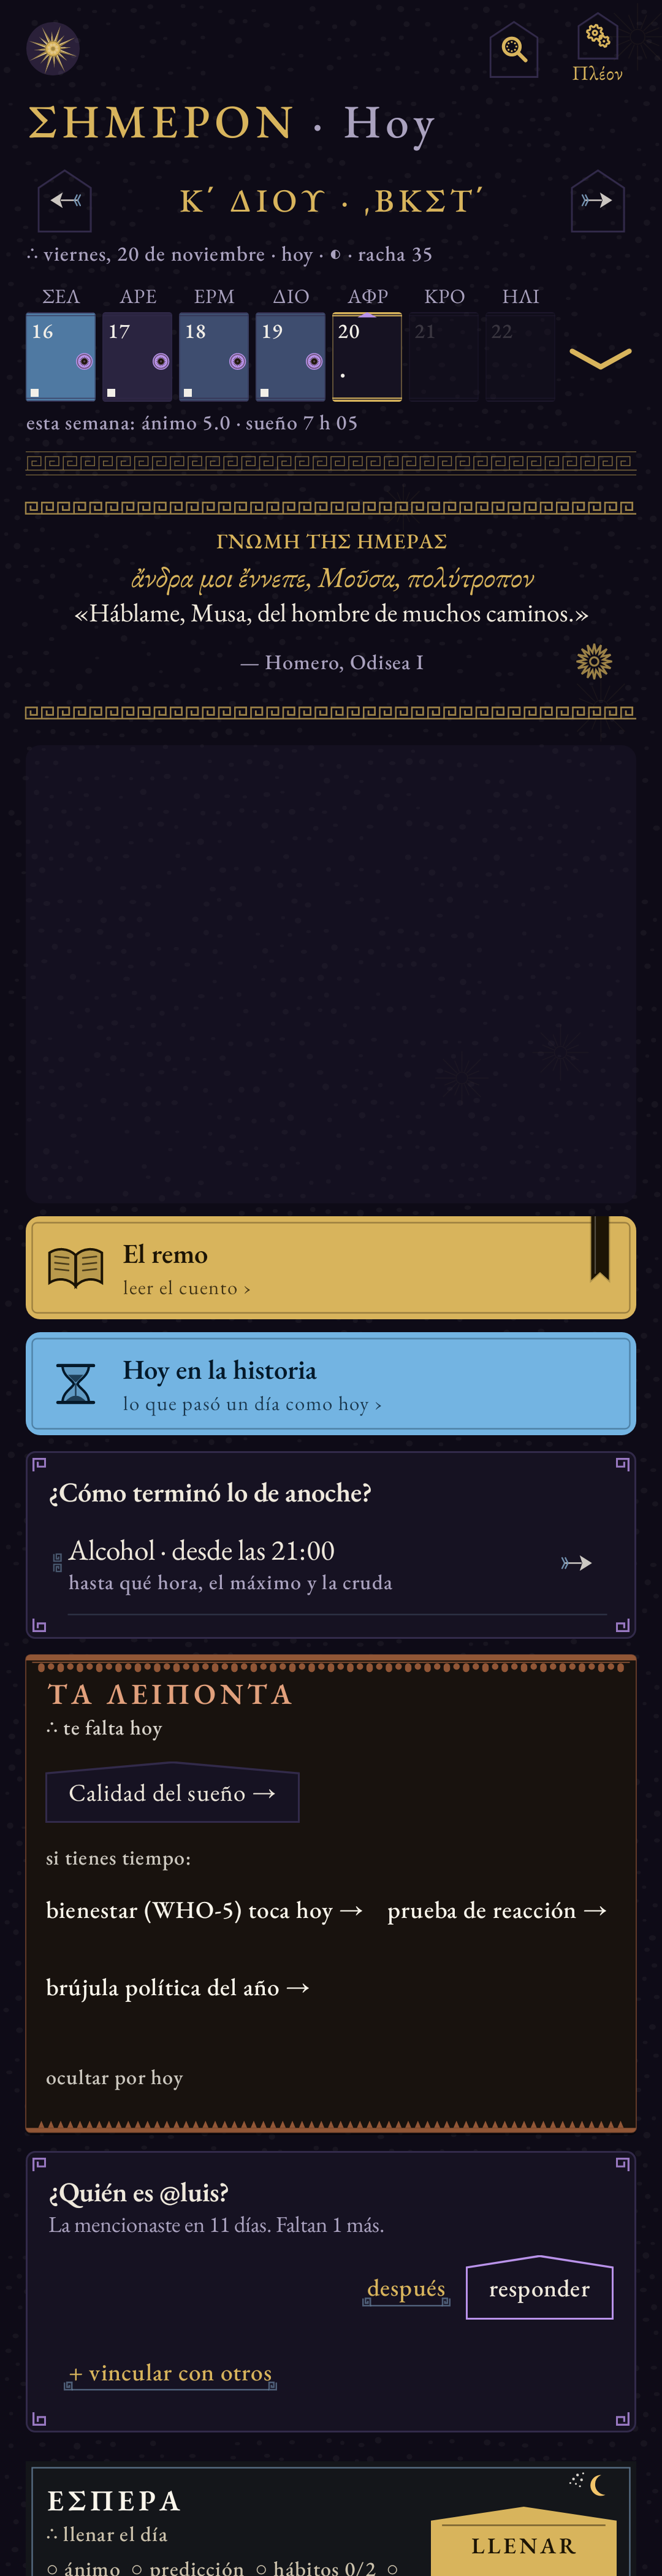 Πλέον
ΣΗΜΕΡΟΝ · Hoy
Κ΄ ΔΙΟΥ · ͵ΒΚΣΤ΄
∴ viernes, 20 de noviembre · hoy · ◐ · racha 35
ΣΕΛ ΑΡΕ ΕΡΜ ΔΙΟ ΑΦΡ ΚΡΟ ΗΛΙ
16 17 18 19 20 21 22
esta semana: ánimo 5.0 · sueño 7 h 05
ΓΝΩΜΗ ΤΗΣ ΗΜΕΡΑΣ
ἄνδρα μοι ἔννεπε, Μοῦσα, πολύτροπον
«Háblame, Musa, del hombre de muchos caminos.»
— Homero, Odisea I
El remo
leer el cuento ›
Hoy en la historia
lo que pasó un día como hoy ›
¿Cómo terminó lo de anoche?
Alcohol · desde las 21:00
hasta qué hora, el máximo y la cruda
ΤΑ ΛΕΙΠΟΝΤΑ
∴ te falta hoy
Calidad del sueño →
si tienes tiempo:
bienestar (WHO-5) toca hoy → prueba de reacción →
brújula política del año →
ocultar por hoy
¿Quién es @luis?
La mencionaste en 11 días. Faltan 1 más.
después responder
+ vincular con otros
ΕΣΠΕΡΑ
∴ llenar el día
LLENAR
○ ánimo ○ predicción ○ hábitos 0/2 ○